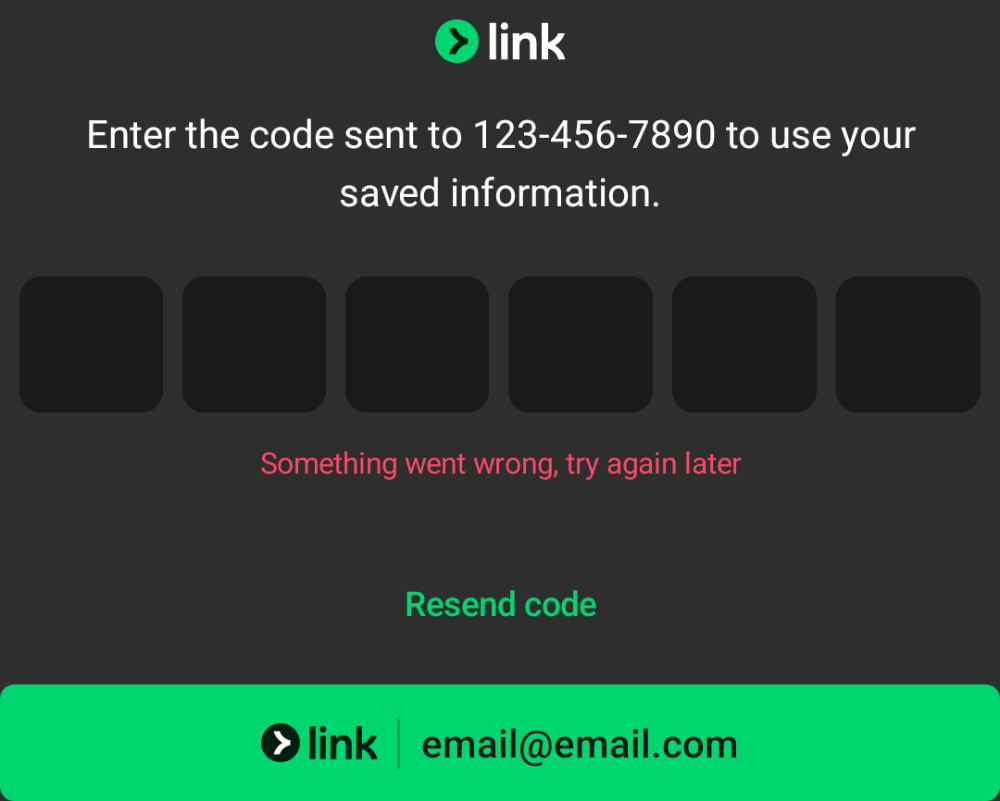 link
Enter the code sent to 123-456-7890 to use your
saved information.
Something went wrong, try again later
Resend code
link | email@email.com